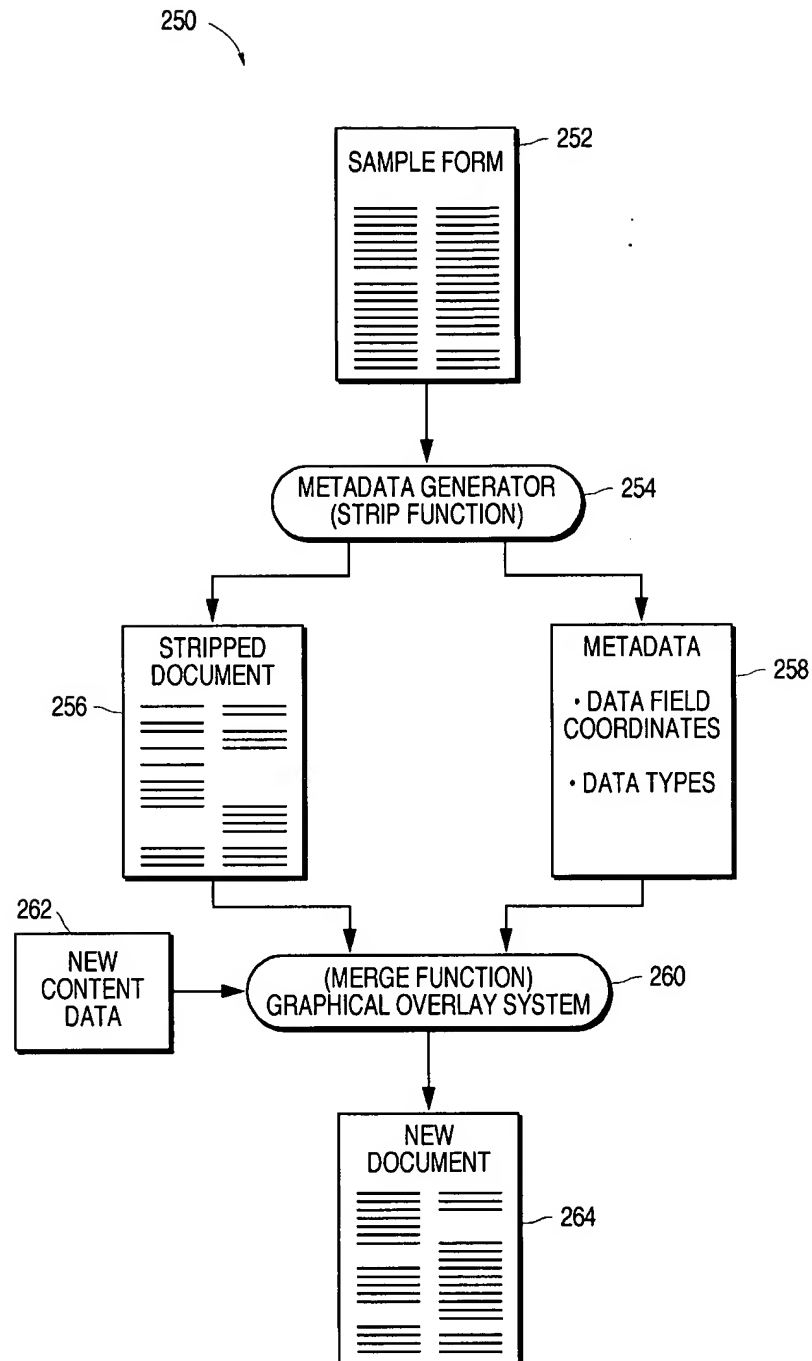 250
252
SAMPLE FORM
METADATA GENERATOR
(STRIP FUNCTION)
254
STRIPPED
DOCUMENT
256
METADATA
• DATA FIELD
COORDINATES
• DATA TYPES
258
262
NEW
CONTENT
DATA
(MERGE FUNCTION)
GRAPHICAL OVERLAY SYSTEM
260
NEW
DOCUMENT
264